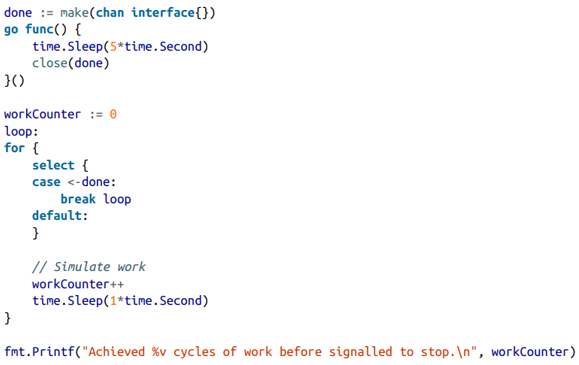 done := make(chan interface{})
go func() {
    time.Sleep(5*time.Second)
    close(done)
}()

workCounter := 0
loop:
for {
    select {
    case <-done:
        break loop
    default:
    }

    // Simulate work
    workCounter++
    time.Sleep(1*time.Second)
}

fmt.Printf("Achieved %v cycles of work before signalled to stop.\n", workCounter)